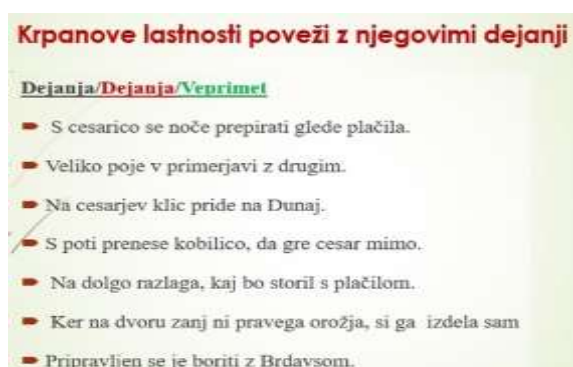 Krpanove lastnosti poveži z njegovimi dejanji
Dejanja/Dejanja/Veprimet
S cesarico se noče prepirati glede plačila.
Veliko poje v primerjavi z drugim.
Na cesarjev klic pride na Dunaj.
S poti prenese kobilico, da gre cesar mimo.
Na dolgo razlaga, kaj bo storil s plačilom.
Ker na dvoru zanj ni pravega orožja, si ga izdela sam
Pripravljen se je boriti z Brdavsom.